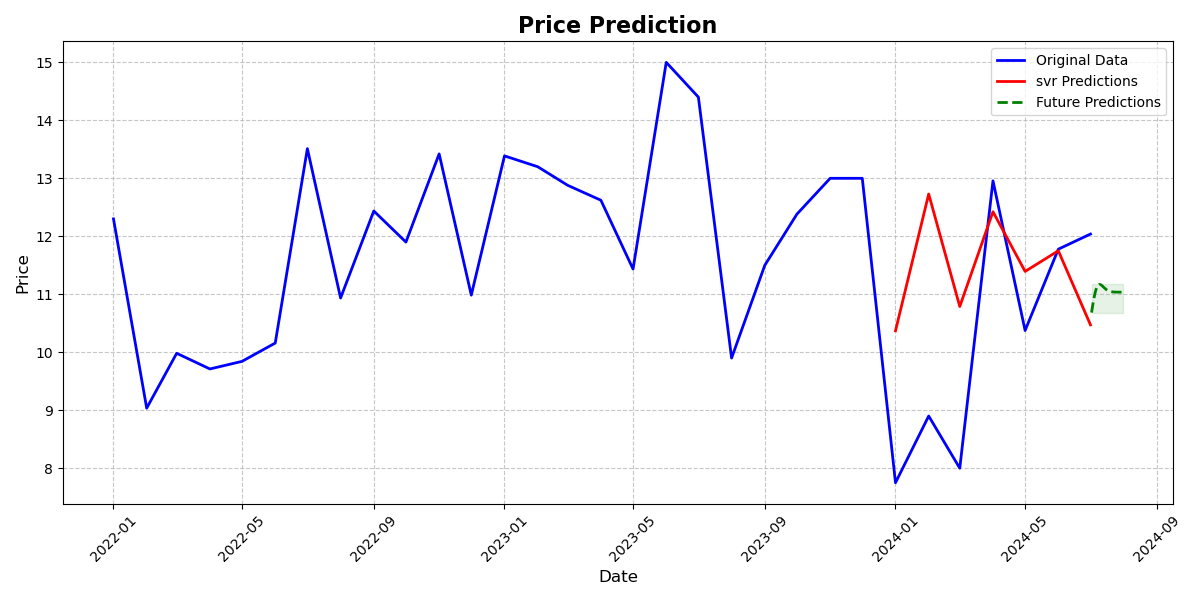 Price Prediction
Original Data
svr Predictions
Future Predictions
Price
15
14
13
12
11
10
9
8
2022-01
2022-05
2022-09
2023-01
2023-05
2023-09
2024-01
2024-05
2024-09
Date